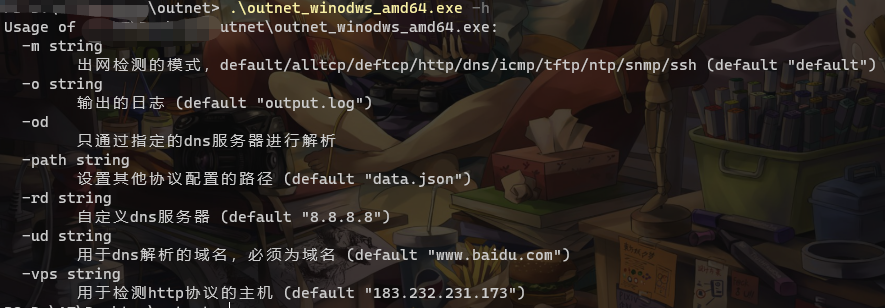 \outnet> .\outnet_winodws_amd64.exe -h
Usage of utnet\outnet_winodws_amd64.exe:
-m string
出网检测的模式，default/alltcp/deftcp/http/dns/icmp/tftp/ntp/snmp/ssh (default "default")
-o string
输出的日志 (default "output.log")
-od
只通过指定的dns服务器进行解析
-path string
设置其他协议配置的路径 (default "data.json")
-rd string
自定义dns服务器 (default "8.8.8.8")
-ud string
用于dns解析的域名，必须为域名 (default "www.baidu.com")
-vps string
用于检测http协议的主机 (default "183.232.231.173")